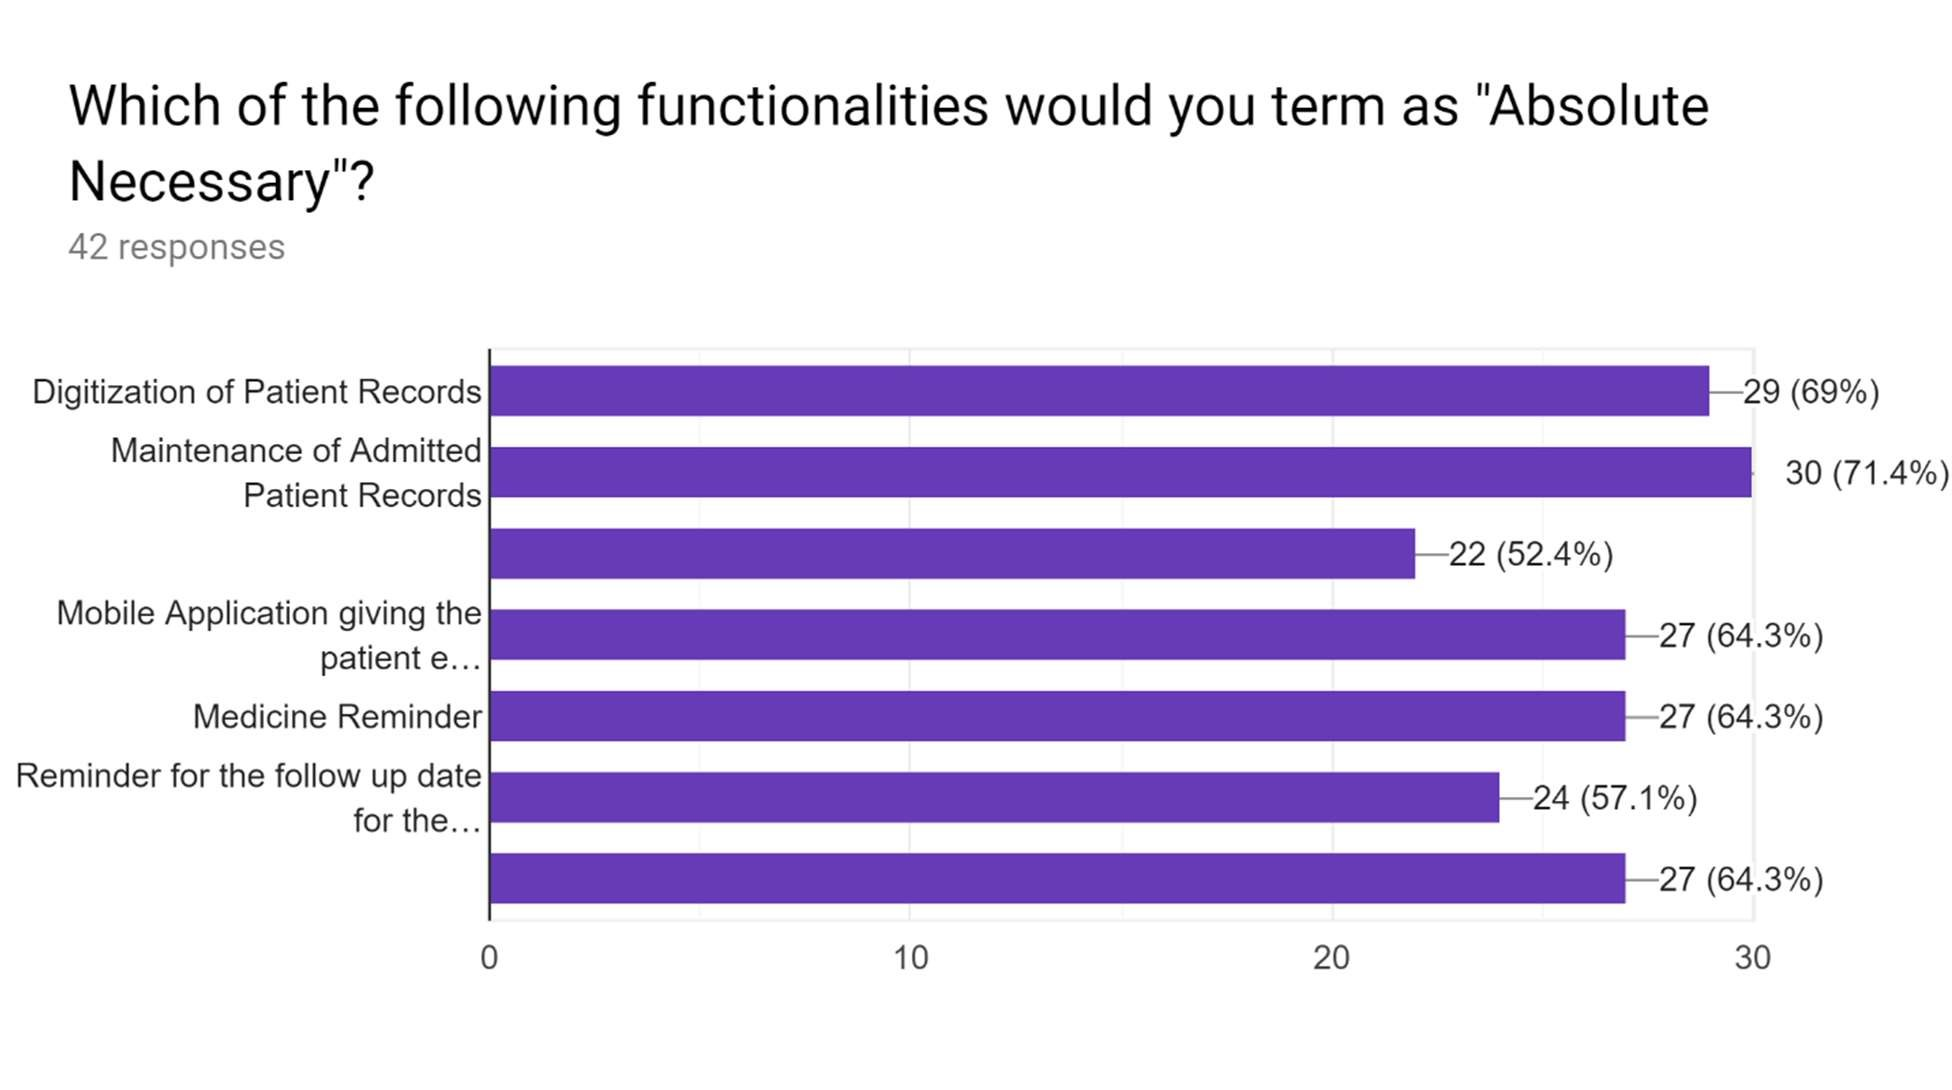 Which of the following functionalities would you term as "Absolute
Necessary"?
42 responses
Digitization of Patient Records
29 (69%)
Maintenance of Admitted
Patient Records
30 (71.4%)
22 (52.4%)
Mobile Application giving the
patient e…
27 (64.3%)
Medicine Reminder
27 (64.3%)
Reminder for the follow up date
for the…
24 (57.1%)
27 (64.3%)
0 10 20 30